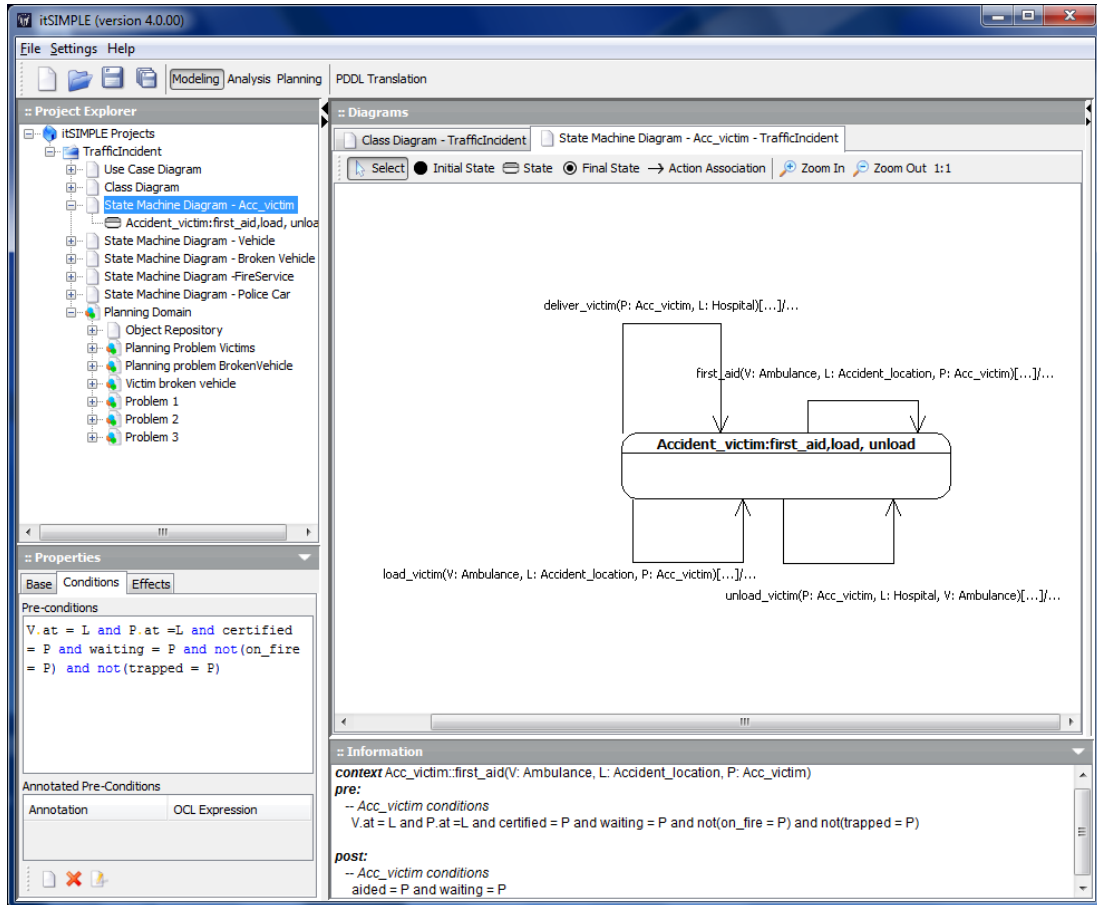 itSIMPLE (version 4.0.00)
File Settings Help
Modeling Analysis Planning PDDL Translation
:: Project Explorer
itSIMPLE Projects
TrafficIncident
Use Case Diagram
Class Diagram
State Machine Diagram - Acc_victim
Accident_victim:first_aid,load, unloa
State Machine Diagram - Vehicle
State Machine Diagram - Broken Vehicle
State Machine Diagram -FireService
State Machine Diagram - Police Car
Planning Domain
Object Repository
Planning Problem Victims
Planning problem BrokenVehicle
Victim broken vehicle
Problem 1
Problem 2
Problem 3
:: Properties
Base Conditions Effects
Pre-conditions
V.at = L and P.at =L and certified
= P and waiting = P and not(on_fire
= P) and not(trapped = P)
Annotated Pre-Conditions
Annotation OCL Expression
:: Diagrams
Class Diagram - TrafficIncident State Machine Diagram - Acc_victim - TrafficIncident
Select Initial State State Final State Action Association Zoom In Zoom Out 1:1
deliver_victim(P: Acc_victim, L: Hospital)[...]/...
first_aid(V: Ambulance, L: Accident_location, P: Acc_victim)[...]/...
Accident_victim:first_aid,load, unload
load_victim(V: Ambulance, L: Accident_location, P: Acc_victim)[...]/...
unload_victim(P: Acc_victim, L: Hospital, V: Ambulance)[...]/...
:: Information
context Acc_victim::first_aid(V: Ambulance, L: Accident_location, P: Acc_victim)
pre:
-- Acc_victim conditions
V.at = L and P.at =L and certified = P and waiting = P and not(on_fire = P) and not(trapped = P)
post:
-- Acc_victim conditions
aided = P and waiting = P